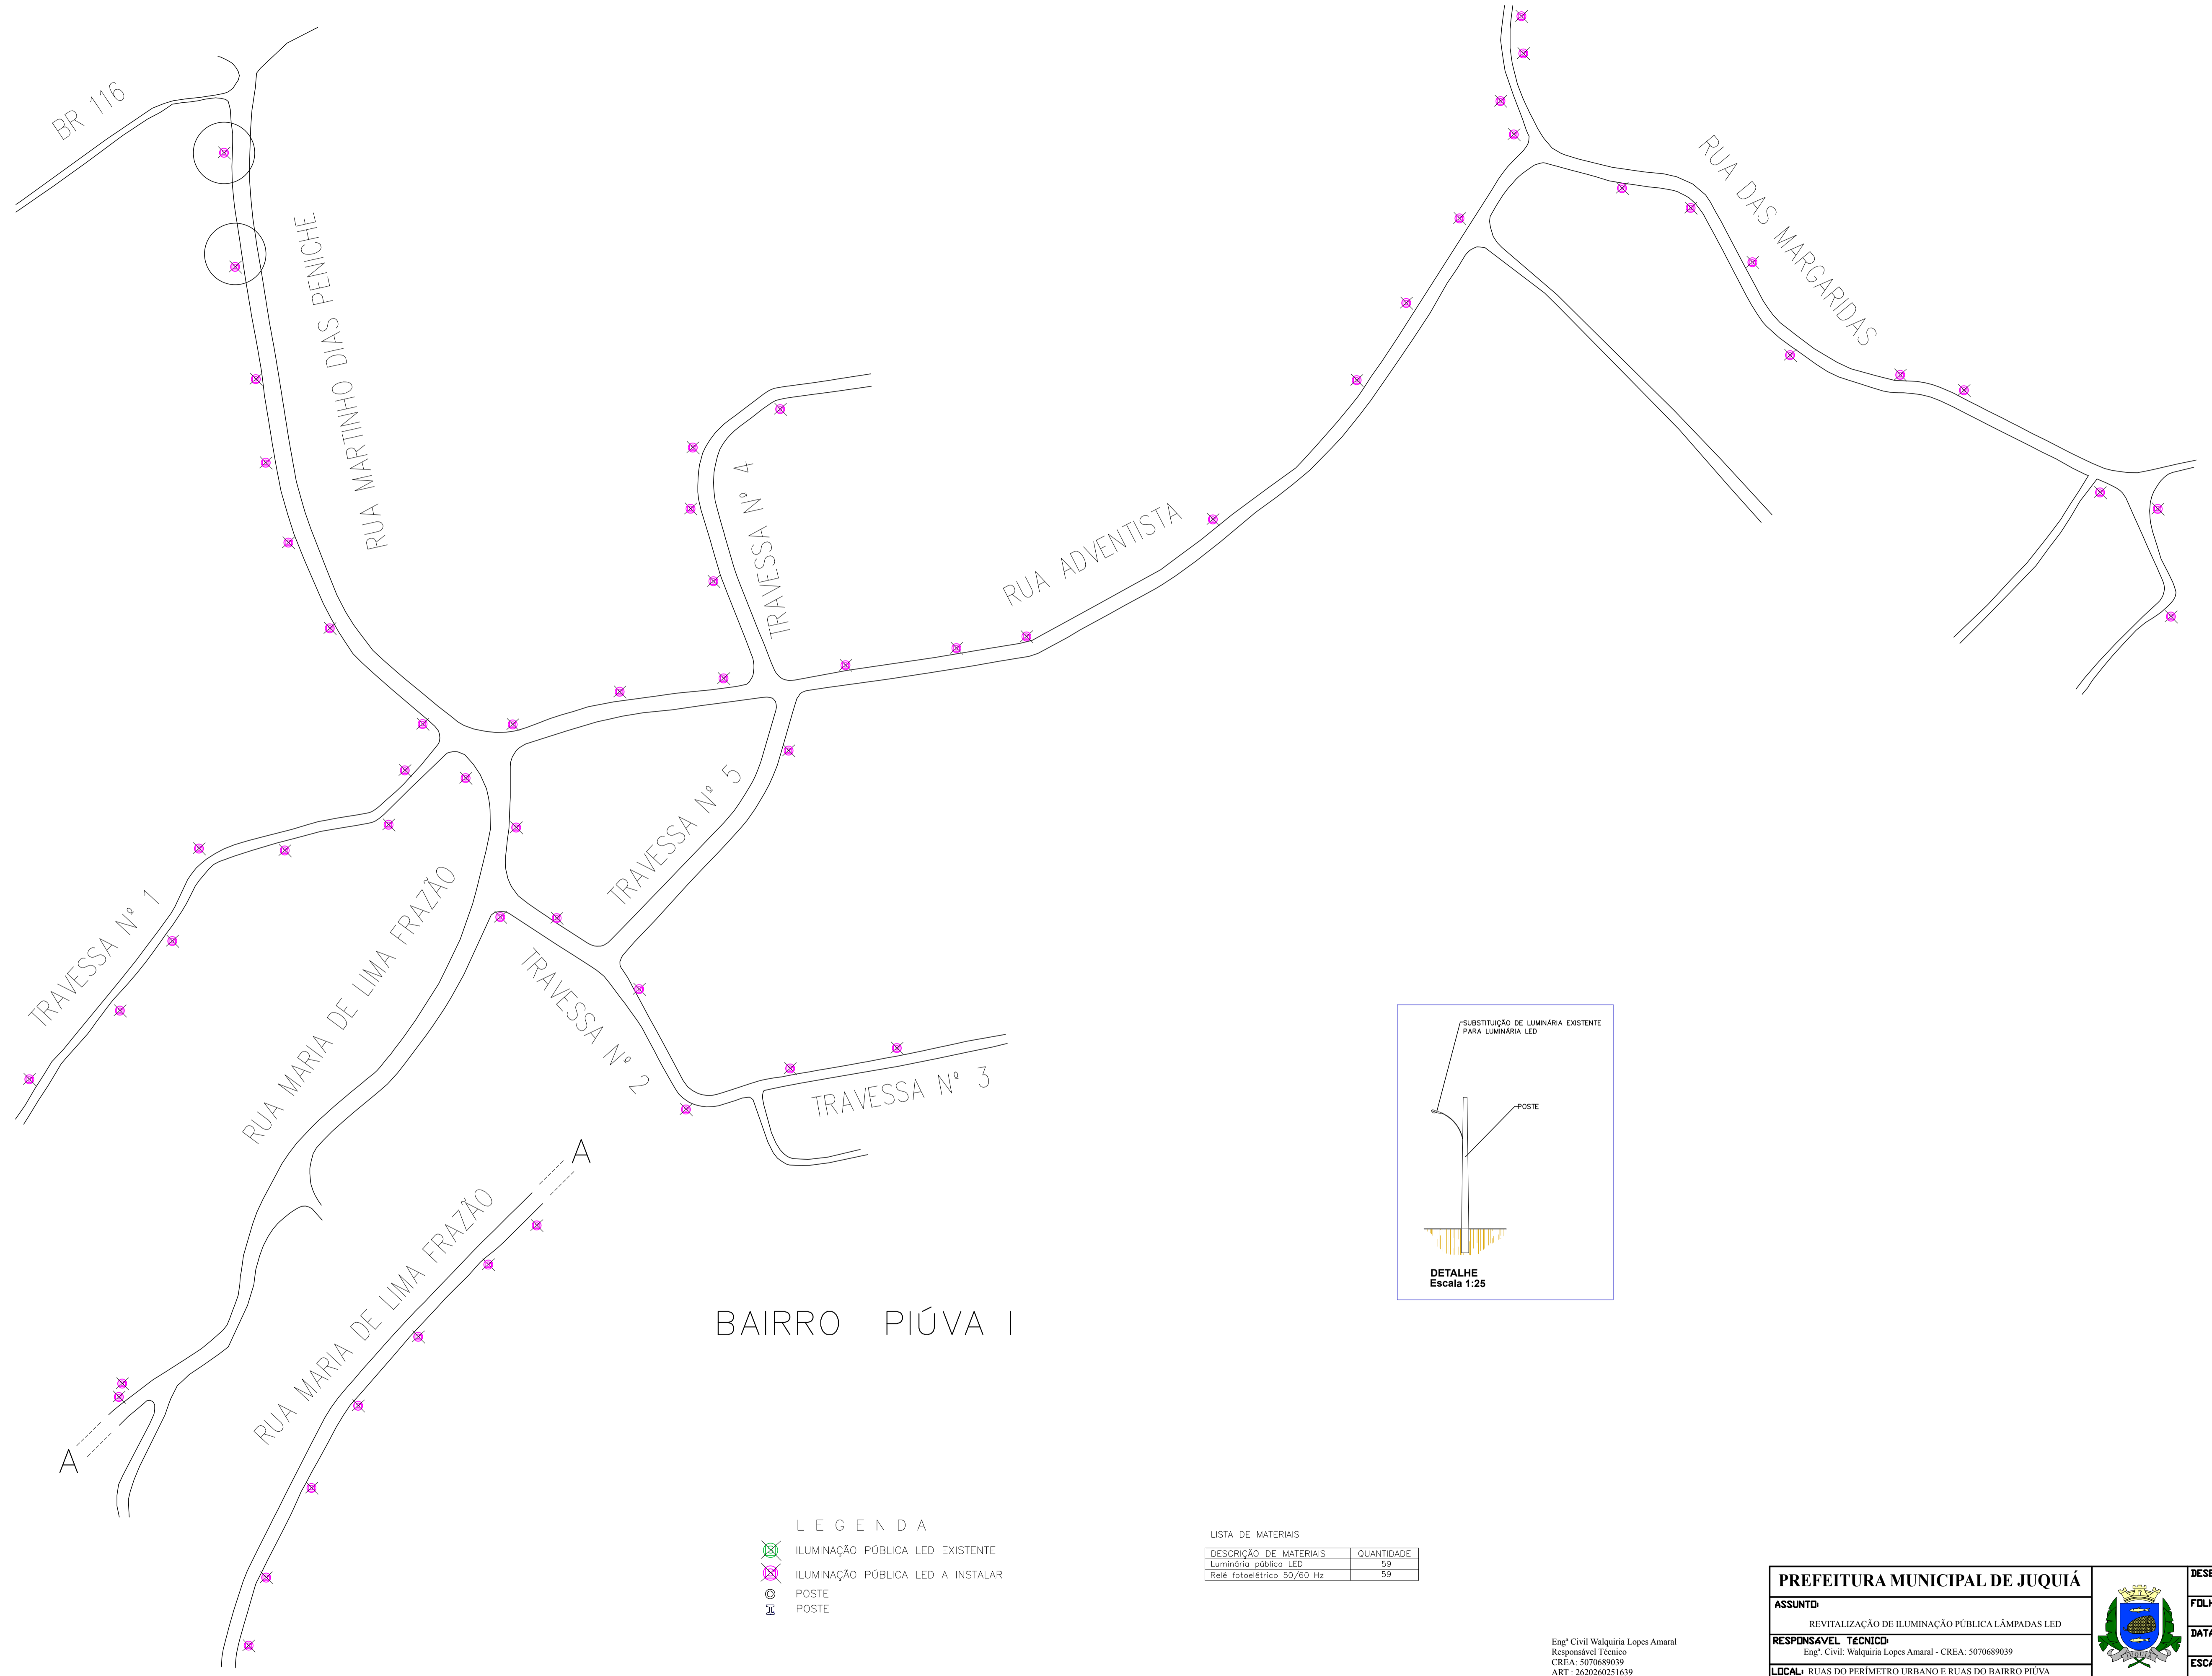 BR 116
RUA MARTINHO DIAS PENICHE
RUA DAS MARGARIDAS
TRAVESSA Nº 4
RUA ADVENTISTA
TRAVESSA Nº 5
TRAVESSA Nº 1
RUA MARIA DE LIMA FRAZÃO
TRAVESSA Nº 2
TRAVESSA Nº 3
A
RUA MARIA DE LIMA FRAZÃO
A
BAIRRO PIÚVA I
SUBSTITUIÇÃO DE LUMINÁRIA EXISTENTE
PARA LUMINÁRIA LED
POSTE
DETALHE
Escala 1:25
LEGENDA
ILUMINAÇÃO PÚBLICA LED EXISTENTE
ILUMINAÇÃO PÚBLICA LED A INSTALAR
POSTE
POSTE
LISTA DE MATERIAIS
DESCRIÇÃO DE MATERIAIS QUANTIDADE
Luminária pública LED 59
Relé fotoelétrico 50/60 Hz 59
Engª Civil Walquiria Lopes Amaral
Responsável Técnico
CREA: 5070689039
ART : 2620260251639
PREFEITURA MUNICIPAL DE JUQUIÁ
ASSUNTO:
REVITALIZAÇÃO DE ILUMINAÇÃO PÚBLICA LÂMPADAS LED
RESPONSÁVEL TÉCNICO:
Engª. Civil: Walquiria Lopes Amaral - CREA: 5070689039
LOCAL: RUAS DO PERÍMETRO URBANO E RUAS DO BAIRRO PIÚVA
JUQUIÁ